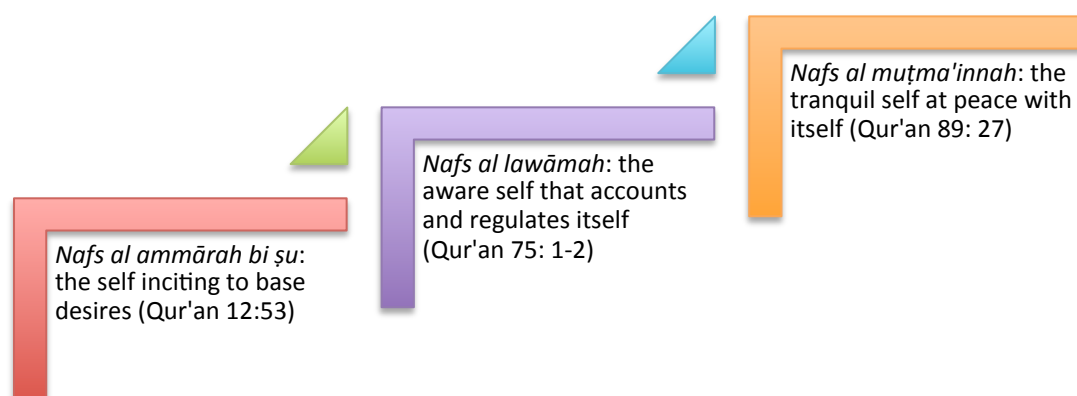 Nafs al ammārah bi ṣu:
the self inciting to base
desires (Qur'an 12:53)
Nafs al lawāmah: the
aware self that accounts
and regulates itself
(Qur'an 75: 1-2)
Nafs al muṭma'innah: the
tranquil self at peace with
itself (Qur'an 89: 27)